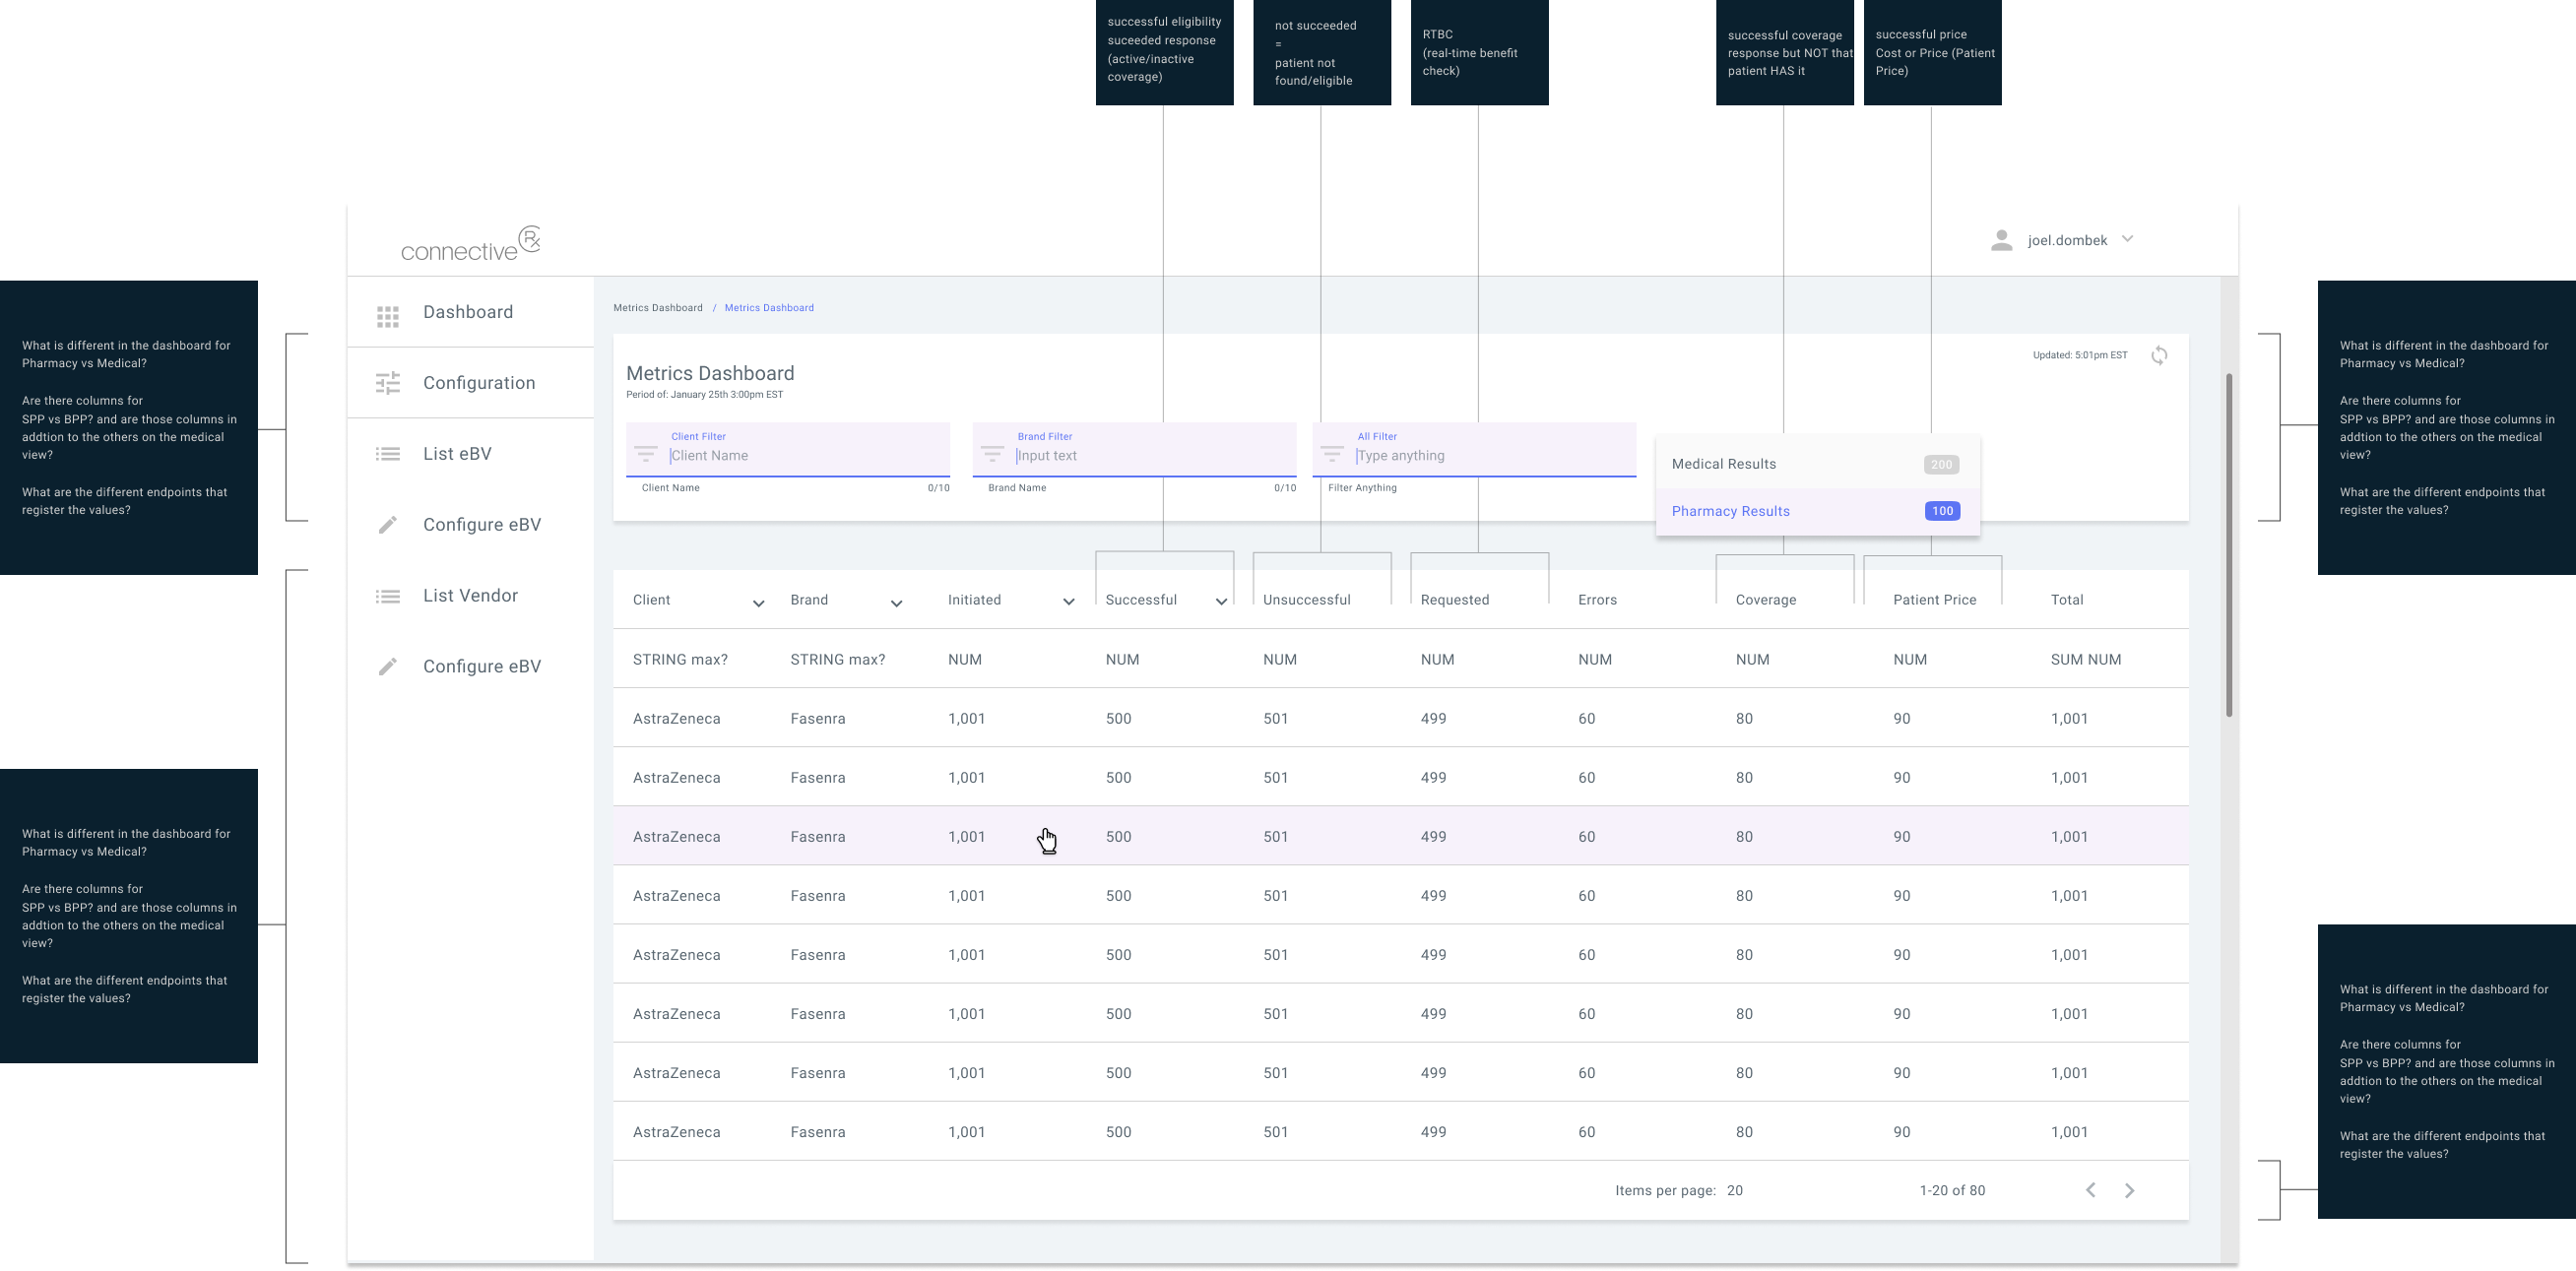 successful eligibility
suceeded response
(active/inactive
coverage)
not succeeded
=
patient not
found/eligible
RTBC
(real-time benefit
check)
successful coverage
response but NOT that
patient HAS it
successful price
Cost or Price (Patient
Price)
connective Rx
joel.dombek
What is different in the dashboard for
Pharmacy vs Medical?
Are there columns for
SPP vs BPP? and are those columns in
addtion to the others on the medical
view?
What are the different endpoints that
register the values?
What is different in the dashboard for
Pharmacy vs Medical?
Are there columns for
SPP vs BPP? and are those columns in
addtion to the others on the medical
view?
What are the different endpoints that
register the values?
Dashboard
Configuration
List eBV
Configure eBV
List Vendor
Configure eBV
Metrics Dashboard / Metrics Dashboard
Updated: 5:01pm EST
Metrics Dashboard
Period of: January 25th 3:00pm EST
Client Filter
Client Name
Client Name 0/10
Brand Filter
Input text
Brand Name 0/10
All Filter
Type anything
Filter Anything
Medical Results 200
Pharmacy Results 100
Client Brand Initiated Successful Unsuccessful Requested Errors Coverage Patient Price Total
STRING max? STRING max? NUM NUM NUM NUM NUM NUM NUM SUM NUM
AstraZeneca Fasenra 1,001 500 501 499 60 80 90 1,001
AstraZeneca Fasenra 1,001 500 501 499 60 80 90 1,001
AstraZeneca Fasenra 1,001 500 501 499 60 80 90 1,001
AstraZeneca Fasenra 1,001 500 501 499 60 80 90 1,001
AstraZeneca Fasenra 1,001 500 501 499 60 80 90 1,001
AstraZeneca Fasenra 1,001 500 501 499 60 80 90 1,001
AstraZeneca Fasenra 1,001 500 501 499 60 80 90 1,001
AstraZeneca Fasenra 1,001 500 501 499 60 80 90 1,001
Items per page: 20 1-20 of 80
What is different in the dashboard for
Pharmacy vs Medical?
Are there columns for
SPP vs BPP? and are those columns in
addtion to the others on the medical
view?
What are the different endpoints that
register the values?
What is different in the dashboard for
Pharmacy vs Medical?
Are there columns for
SPP vs BPP? and are those columns in
addtion to the others on the medical
view?
What are the different endpoints that
register the values?